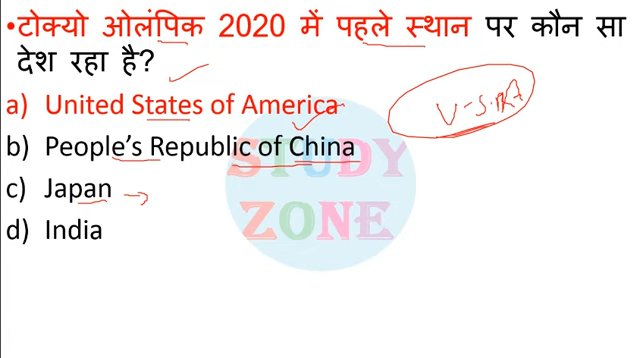 •टोक्यो ओलंपिक 2020 में पहले स्थान पर कौन सा
देश रहा है?
a) United States of America
b) People's Republic of China
c) Japan
d) India
STUDY
ZONE